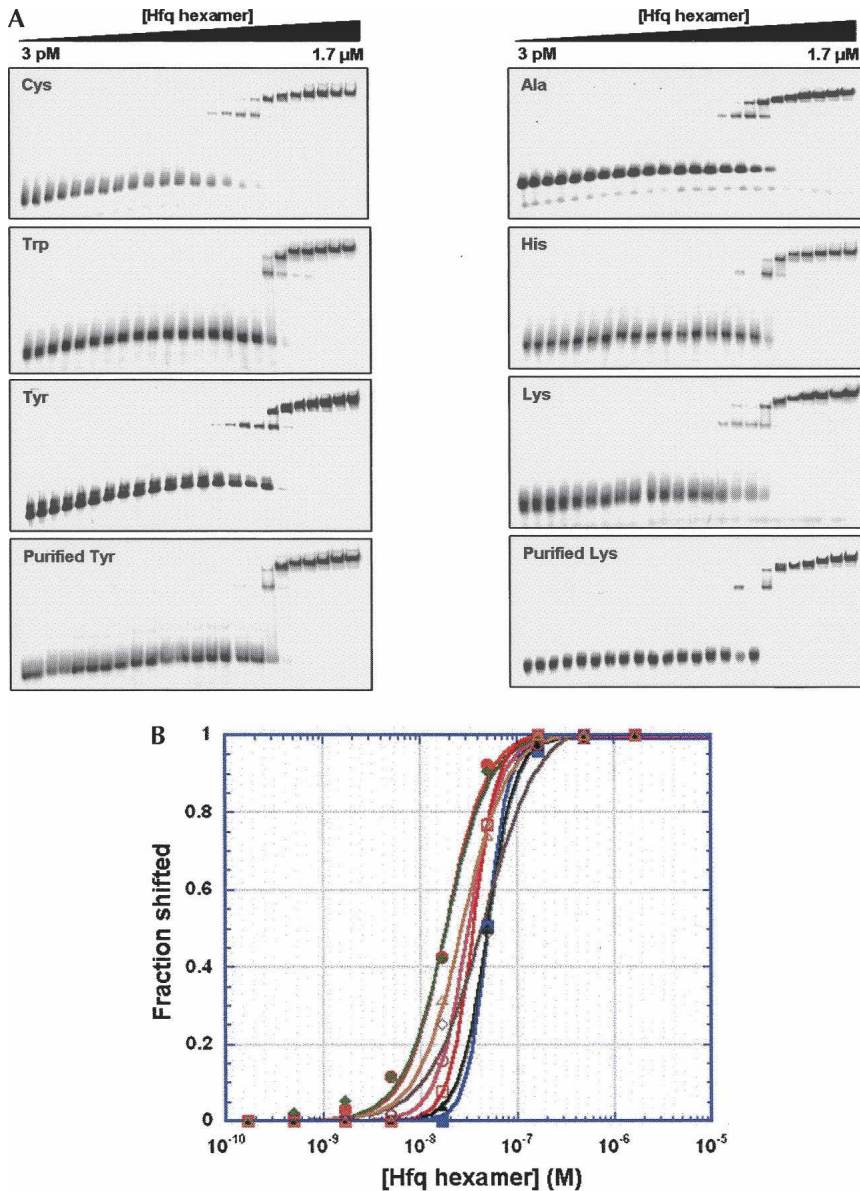 A
[Hfq hexamer]
3 pM 1.7 µM
Cys
Trp
Tyr
Purified Tyr
[Hfq hexamer]
3 pM 1.7 µM
Ala
His
Lys
Purified Lys
B
Fraction shifted
1
0.8
0.6
0.4
0.2
0
10-10 10-9 10-8 10-7 10-6 10-5
[Hfq hexamer] (M)